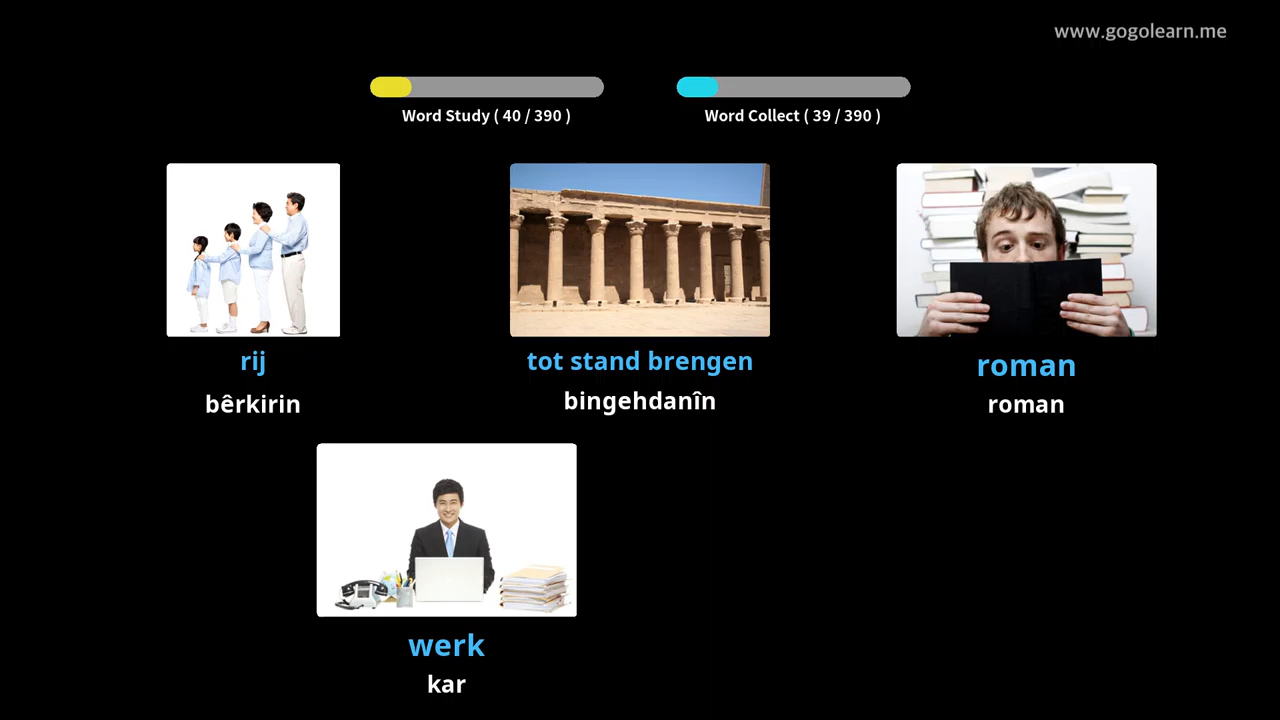 www.gogolearn.me
Word Study ( 40 / 390 )
Word Collect ( 39 / 390 )
rij
bêrkirin
tot stand brengen
bingehdanîn
roman
roman
werk
kar